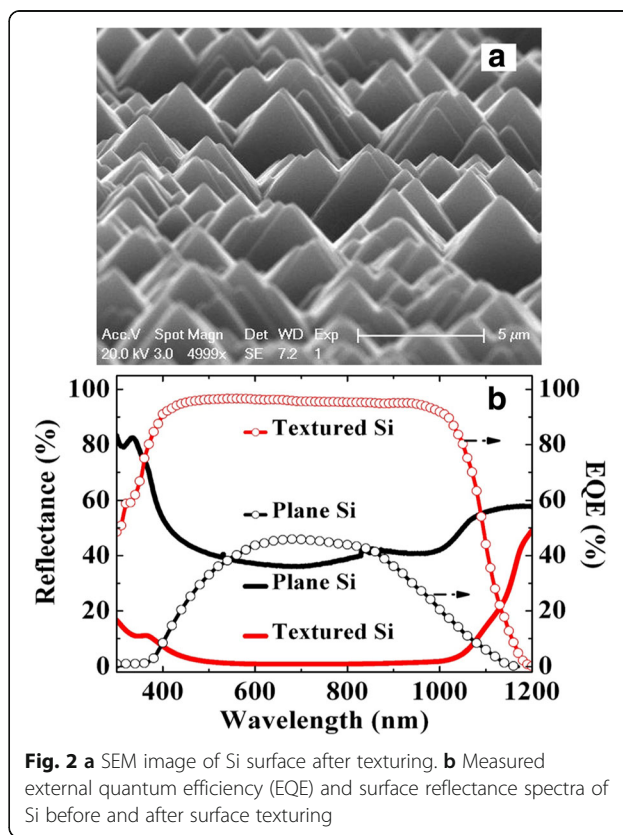 a
Acc.V Spot Magn Det WD Exp
20.0 kV 3.0 4999x SE 7.2 1 5 µm
100 100
80 80
60 60
40 40
20 20
0 0
Reflectance (%)
b
Textured Si
Plane Si
Plane Si
Textured Si
EQE (%)
400 600 800 1000 1200
Wavelength (nm)
Fig. 2 a SEM image of Si surface after texturing. b Measured
external quantum efficiency (EQE) and surface reflectance spectra of
Si before and after surface texturing